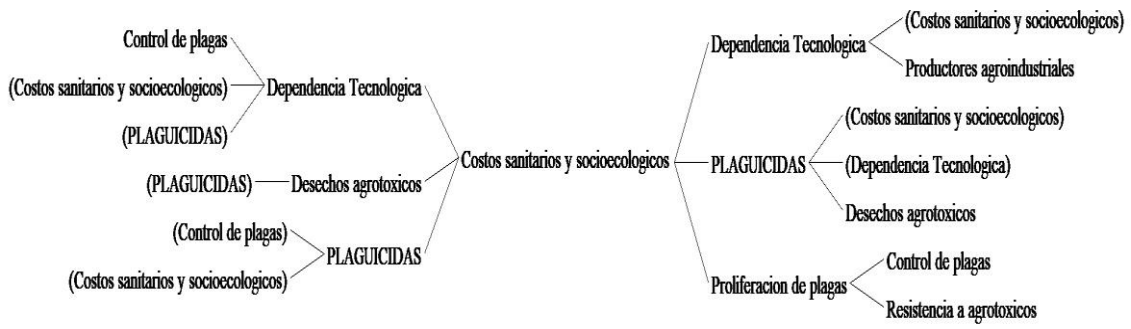 Control de plagas
(Costos sanitarios y socioecologicos)
(PLAGUICIDAS)
Dependencia Tecnologica
(PLAGUICIDAS)
Desechos agrotoxicos
(Control de plagas)
(Costos sanitarios y socioecologicos)
PLAGUICIDAS
Costos sanitarios y socioecologicos
Dependencia Tecnologica
(Costos sanitarios y socioecologicos)
Productores agroindustriales
PLAGUICIDAS
(Costos sanitarios y socioecologicos)
(Dependencia Tecnologica)
Desechos agrotoxicos
Proliferacion de plagas
Control de plagas
Resistencia a agrotoxicos